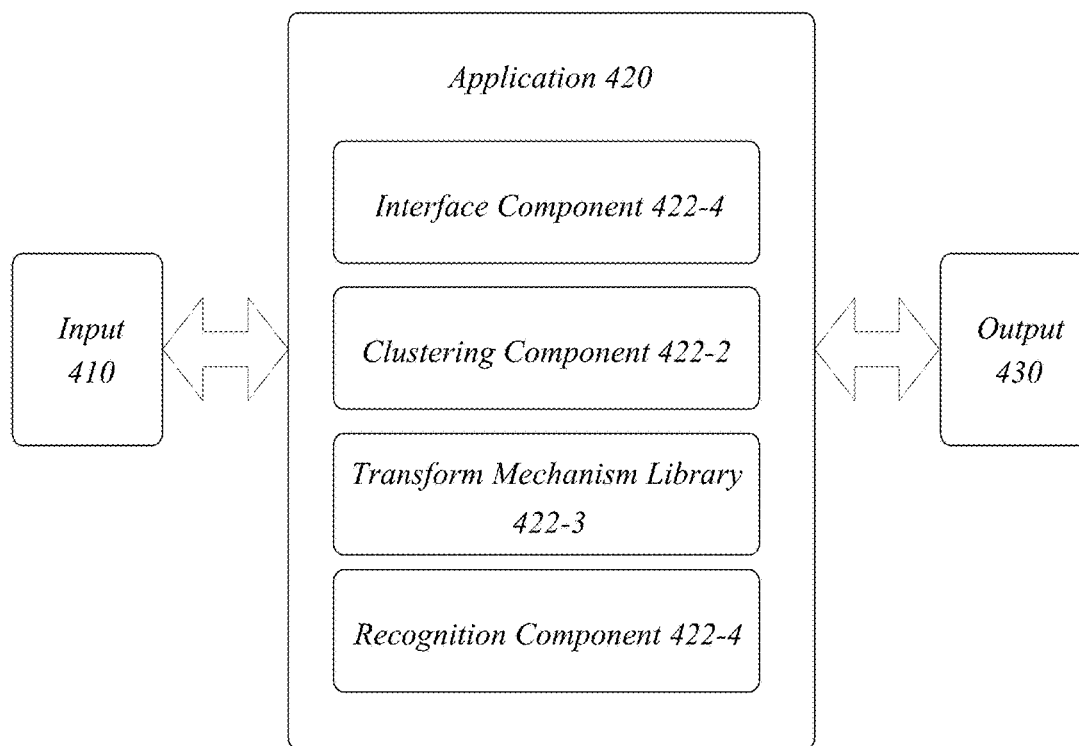 Application 420
Interface Component 422-4
Input
410
Clustering Component 422-2
Output
430
Transform Mechanism Library
422-3
Recognition Component 422-4